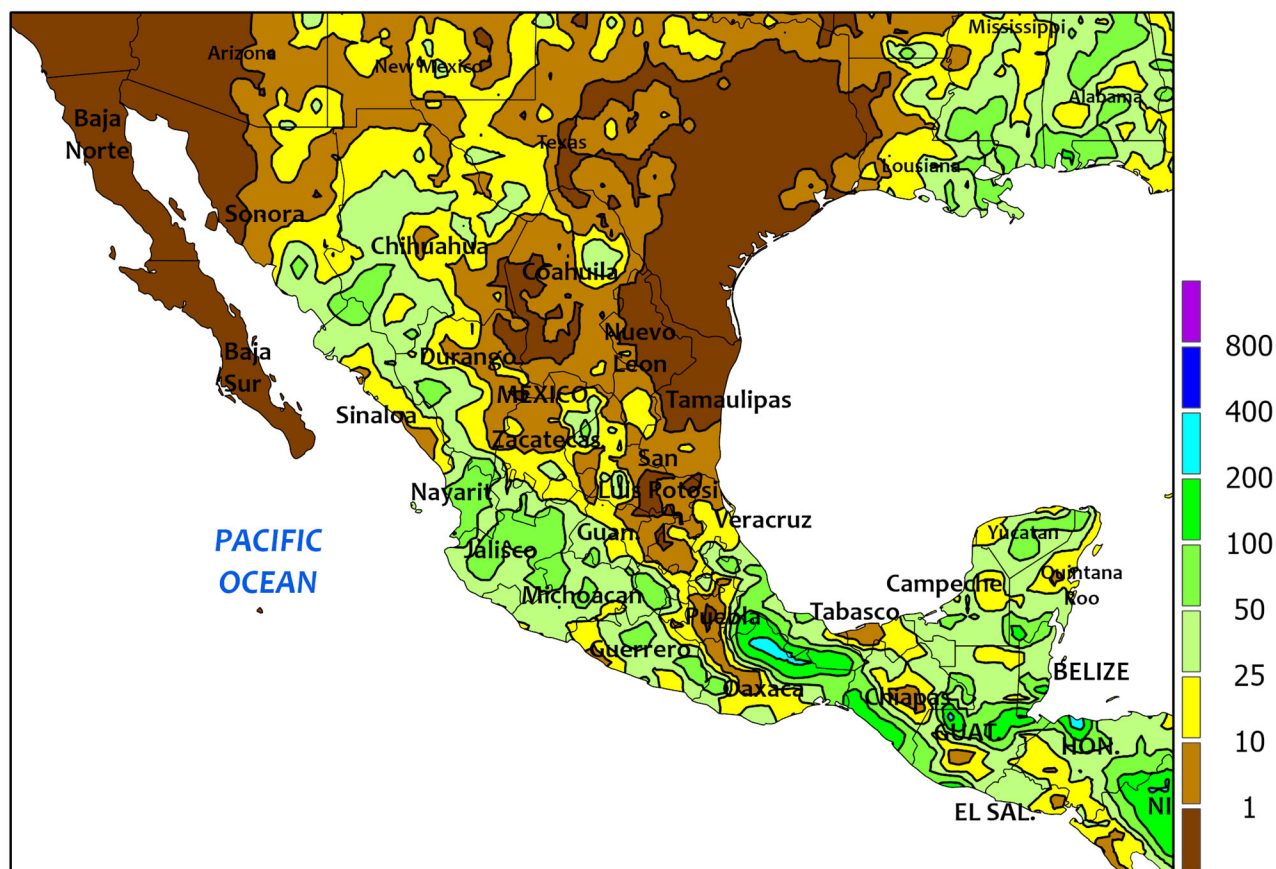 Mississippi
Arizona
New Mexico
Alabama
Baja
Norte
Texas
Lousiana
Sonora
Chihuahua
Coahuila
Nuevo
Leon
800
Baja
Sur
Durango
MEXICO
Tamaulipas
400
Sinaloa
Zacatecas
San
Luis Potosi
200
Nayarit
Veracruz
PACIFIC
OCEAN
Guan.
Jalisco
Yucatan
100
Quintana
Roo
Campeche
Michoacan
Tabasco
Puebla
50
Guerrero
BELIZE
25
Oaxaca
Chiapas
GUAT.
HON.
10
EL SAL.
NI
1